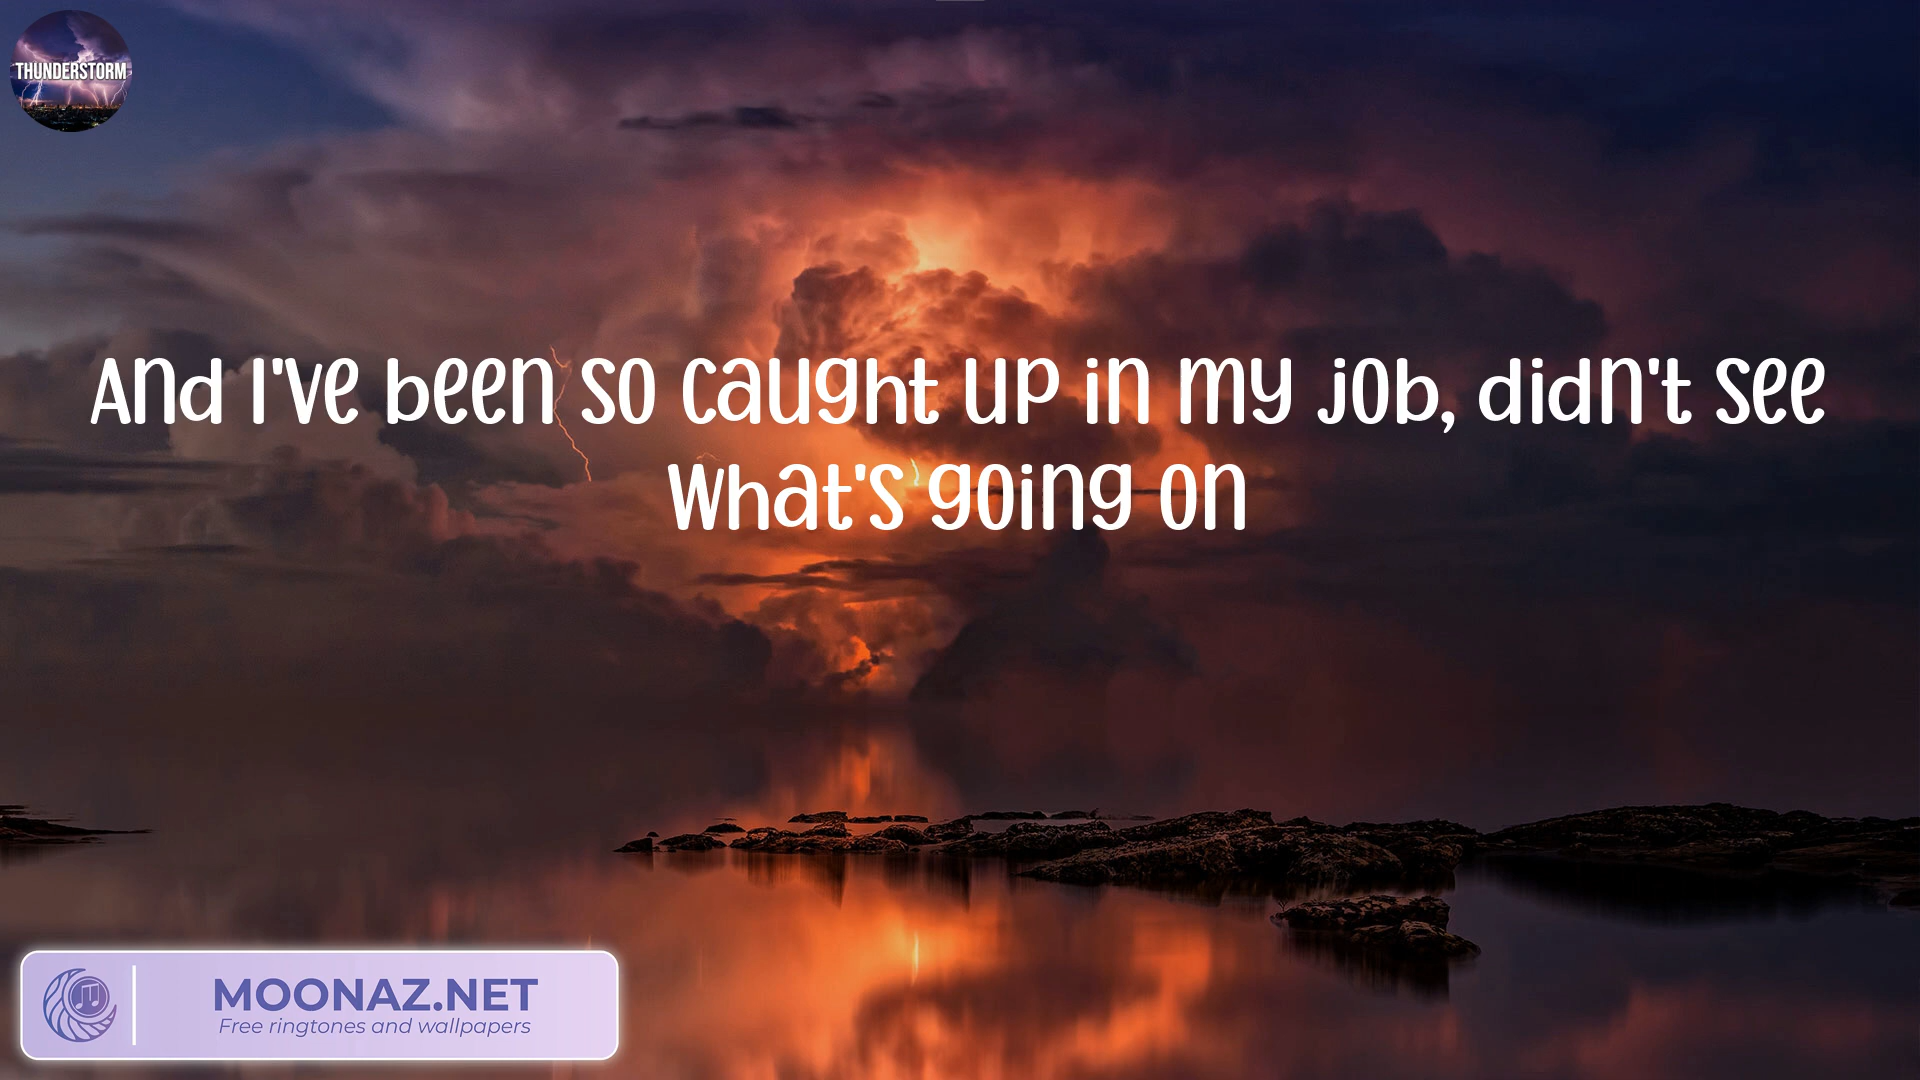 THUNDERSTORM
And I've been so caught up in my job, didn't see
What's going on
MOONAZ.NET
Free ringtones and wallpapers